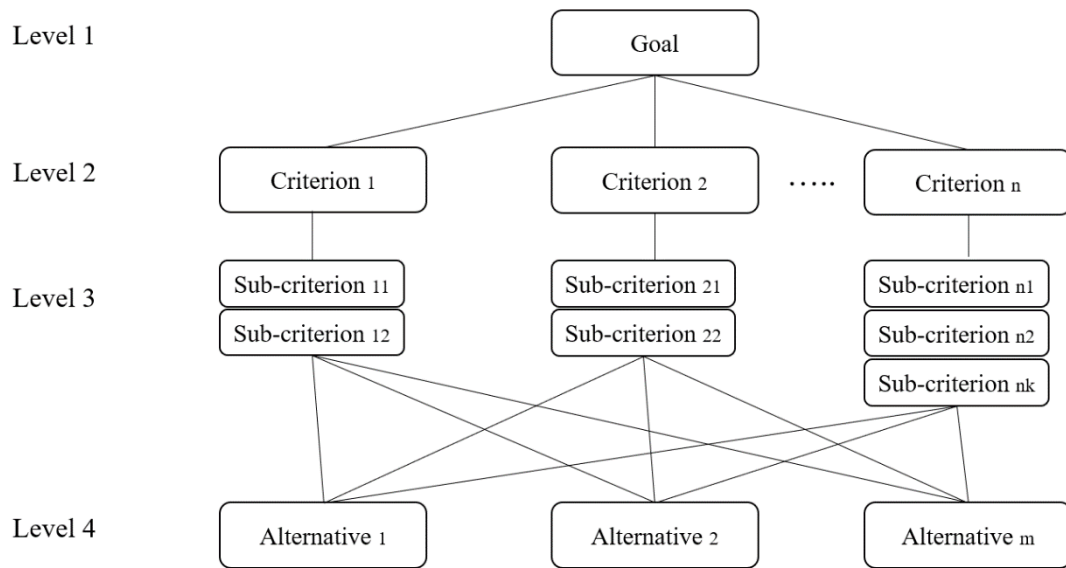 Level 1
Goal
Level 2
Criterion 1
Criterion 2
.....
Criterion n
Level 3
Sub-criterion 11
Sub-criterion 12
Sub-criterion 21
Sub-criterion 22
Sub-criterion n1
Sub-criterion n2
Sub-criterion nk
Level 4
Alternative 1
Alternative 2
Alternative m